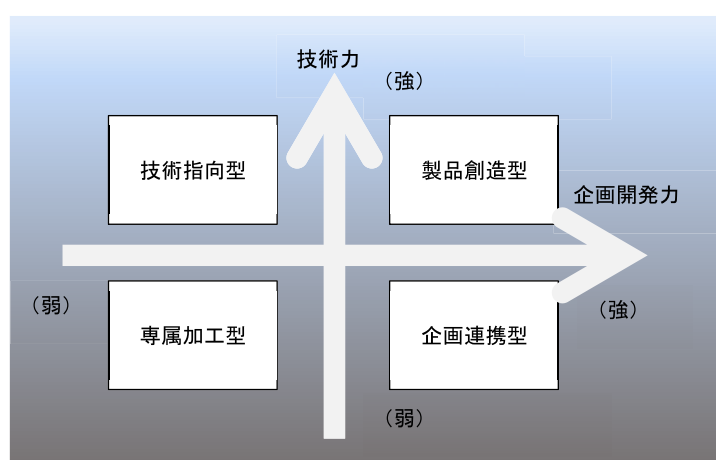 技術力
（強）
技術指向型
製品創造型
企画開発力
（弱）
（強）
専属加工型
企画連携型
（弱）